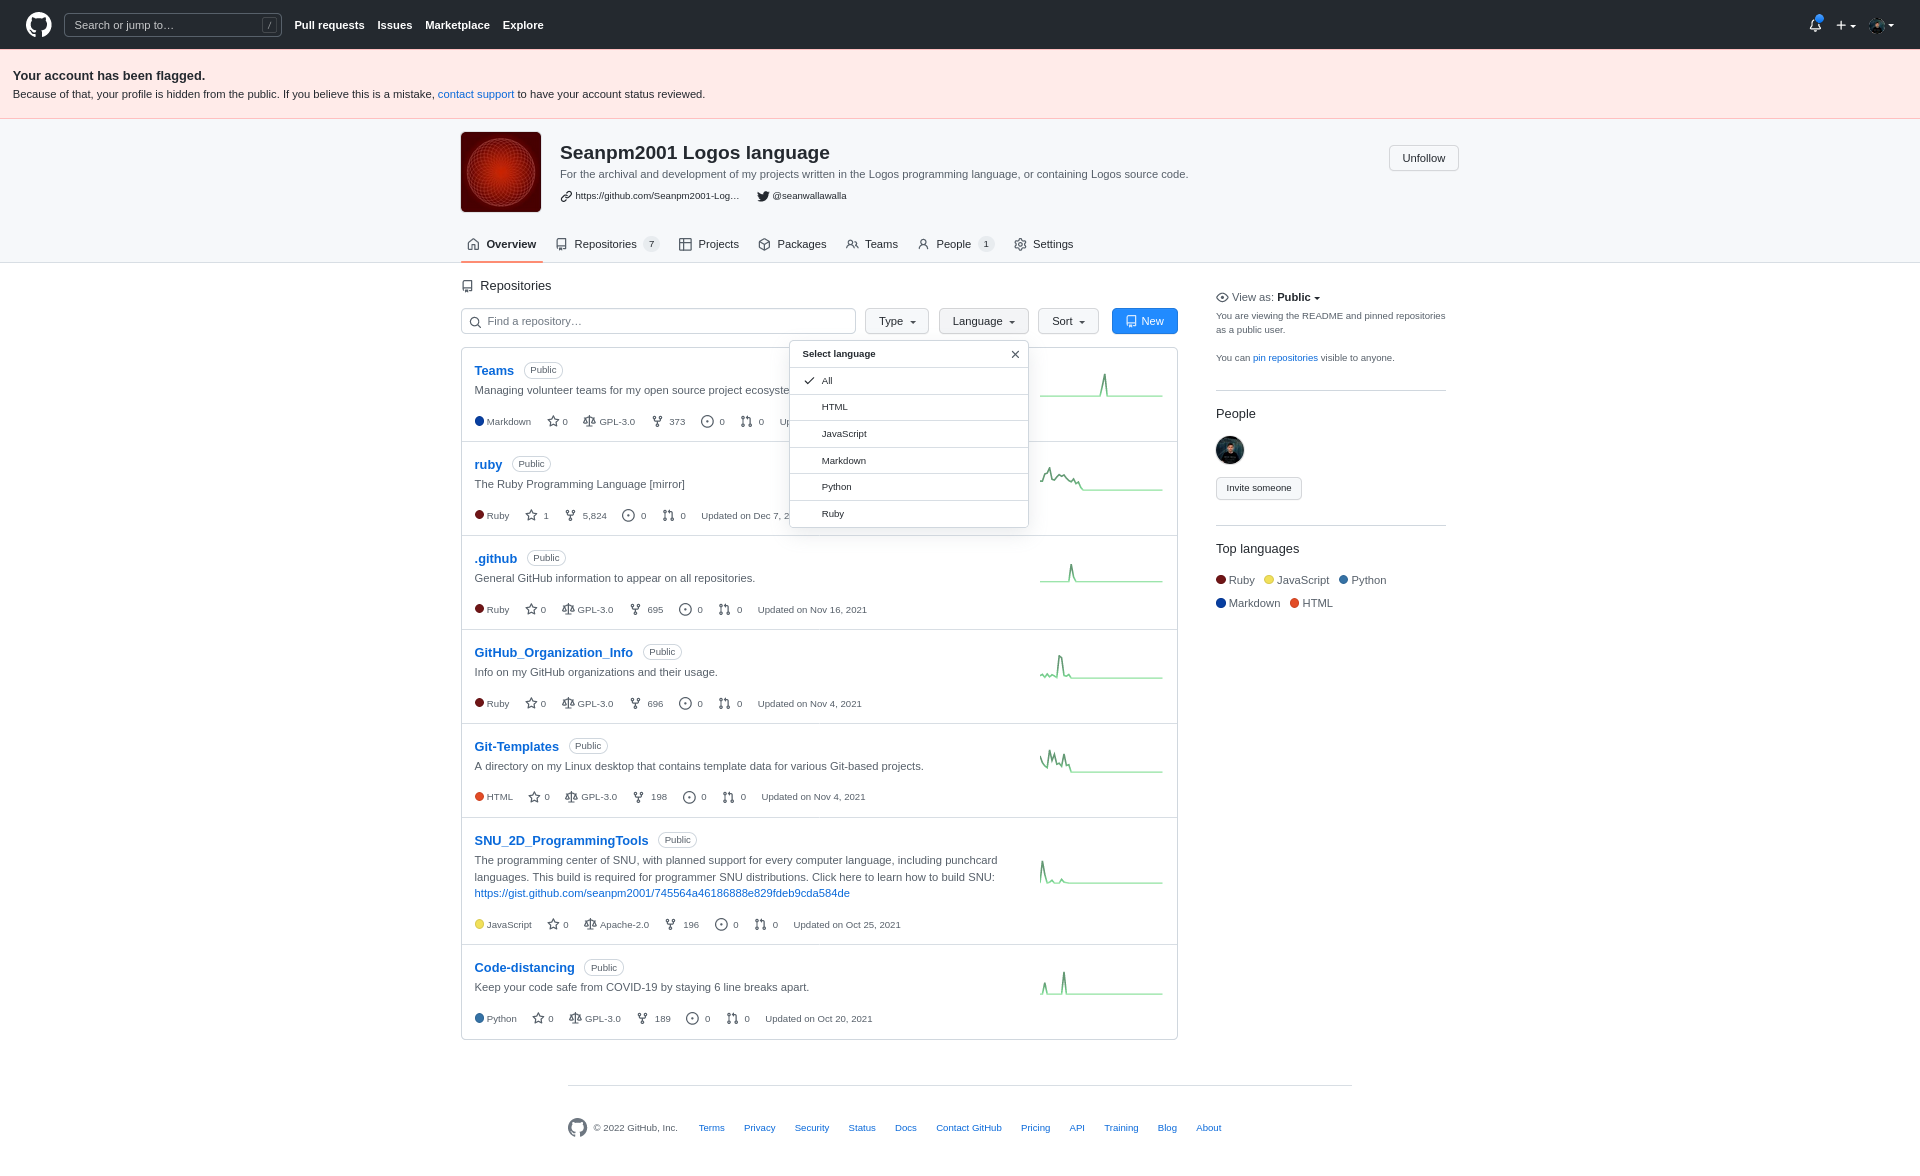 Search or jump to… /
Pull requests Issues Marketplace Explore
Your account has been flagged.
Because of that, your profile is hidden from the public. If you believe this is a mistake, contact support to have your account status reviewed.
Seanpm2001 Logos language
Unfollow
For the archival and development of my projects written in the Logos programming language, or containing Logos source code.
https://github.com/Seanpm2001-Log… @seanwallawalla
Overview Repositories 7 Projects Packages Teams People 1 Settings
Repositories
Find a repository…
Type Language Sort New
Select language
All
HTML
JavaScript
Markdown
Python
Ruby
Teams Public
Managing volunteer teams for my open source project ecosyste
Markdown 0 GPL-3.0 373 0 0 Up
ruby Public
The Ruby Programming Language [mirror]
Ruby 1 5,824 0 0 Updated on Dec 7, 2
.github Public
General GitHub information to appear on all repositories.
Ruby 0 GPL-3.0 695 0 0 Updated on Nov 16, 2021
GitHub_Organization_Info Public
Info on my GitHub organizations and their usage.
Ruby 0 GPL-3.0 696 0 0 Updated on Nov 4, 2021
Git-Templates Public
A directory on my Linux desktop that contains template data for various Git-based projects.
HTML 0 GPL-3.0 198 0 0 Updated on Nov 4, 2021
SNU_2D_ProgrammingTools Public
The programming center of SNU, with planned support for every computer language, including punchcard
languages. This build is required for programmer SNU distributions. Click here to learn how to build SNU:
https://gist.github.com/seanpm2001/745564a46186888e829fdeb9cda584de
JavaScript 0 Apache-2.0 196 0 0 Updated on Oct 25, 2021
Code-distancing Public
Keep your code safe from COVID-19 by staying 6 line breaks apart.
Python 0 GPL-3.0 189 0 0 Updated on Oct 20, 2021
View as: Public
You are viewing the README and pinned repositories
as a public user.
You can pin repositories visible to anyone.
People
Invite someone
Top languages
Ruby JavaScript Python
Markdown HTML
© 2022 GitHub, Inc. Terms Privacy Security Status Docs Contact GitHub Pricing API Training Blog About